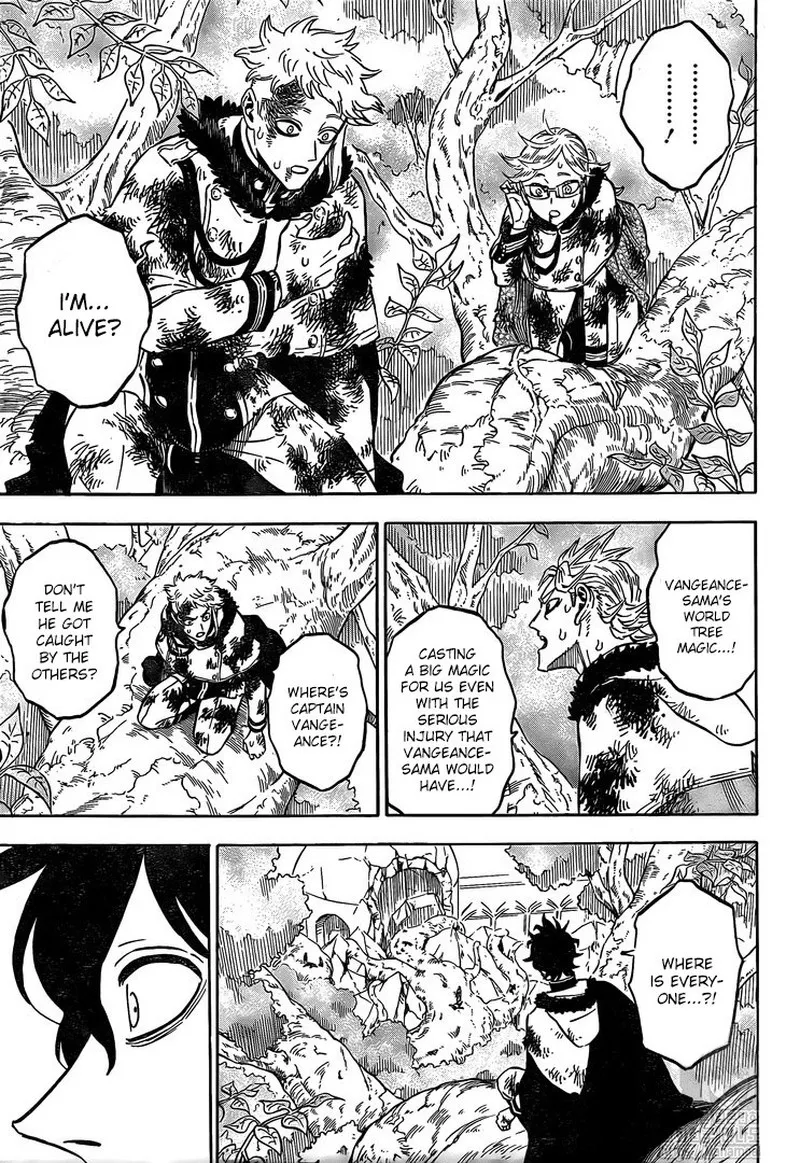 ......!
I'M...
ALIVE?
VANGEANCE-
SAMA'S
WORLD
TREE
MAGIC...!
CASTING
A BIG MAGIC
FOR US EVEN
WITH THE
SERIOUS
INJURY THAT
VANGEANCE-
SAMA WOULD
HAVE...!
WHERE'S
CAPTAIN
VANGE-
ANCE?!
DON'T
TELL ME
HE GOT
CAUGHT
BY THE
OTHERS?
WHERE
IS EVERY-
ONE...?!